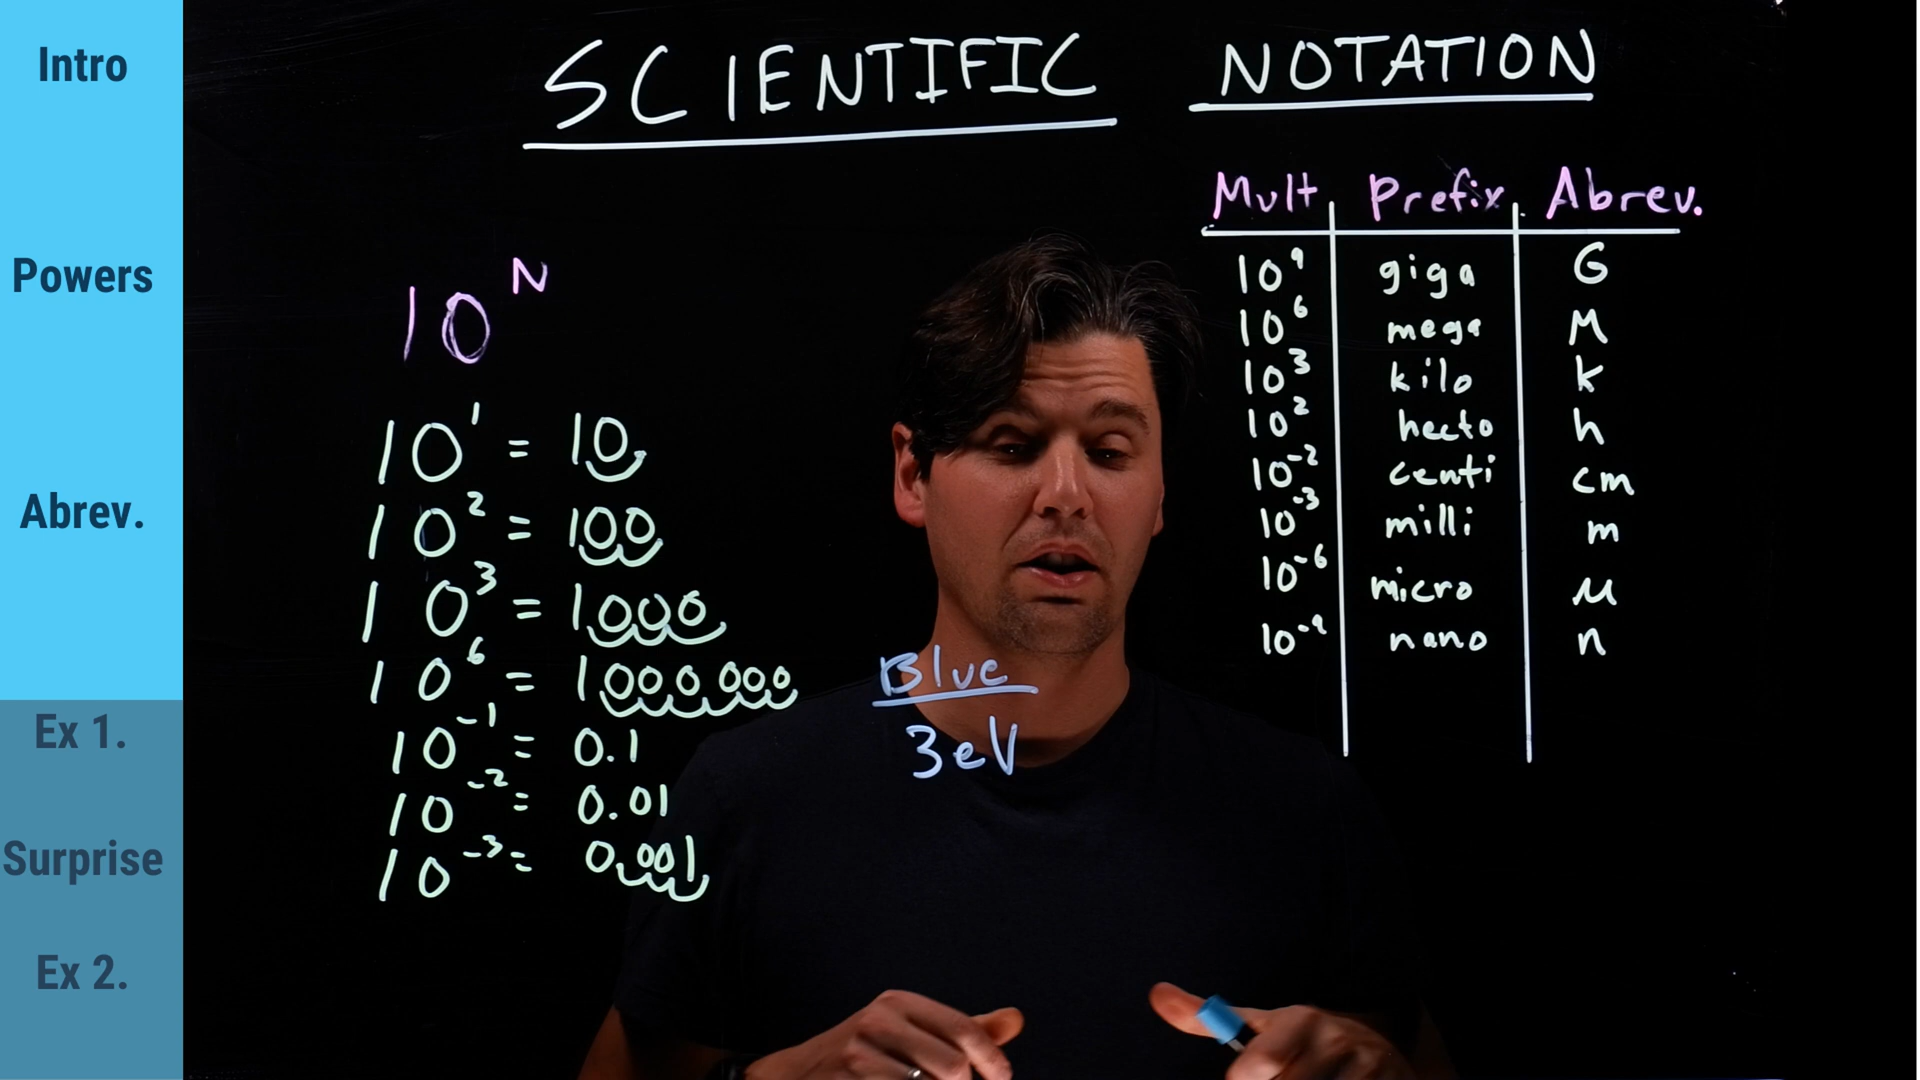 Intro
Powers
Abrev.
Ex 1.
Surprise
Ex 2.
SCIENTIFIC NOTATION
10^N
10^1 = 10
10^2 = 100
10^3 = 1000
10^6 = 1000000
10^-1 = 0.1
10^-2 = 0.01
10^-3 = 0.001
Blue
3eV
Mult Prefix Abrev.
10^9 giga G
10^6 mega M
10^3 kilo k
10^2 hecto h
10^-2 centi cm
10^-3 milli m
10^-6 micro μ
10^-9 nano n